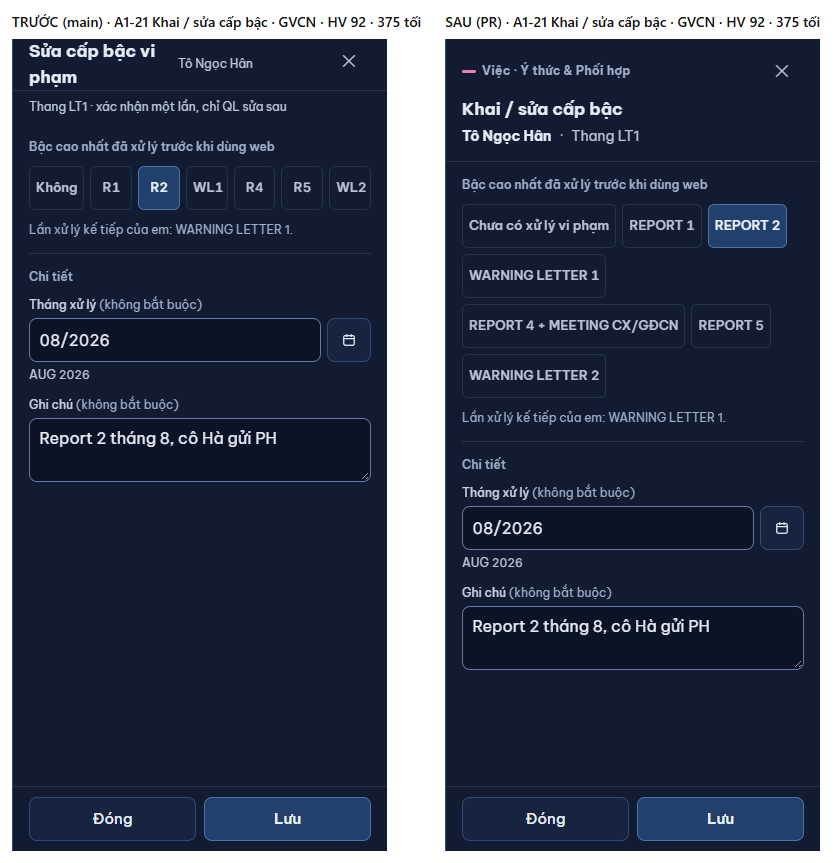 TRƯỚC (main) · A1-21 Khai / sửa cấp bậc · GVCN · HV 92 · 375 tối
Sửa cấp bậc vi
phạm
Tô Ngọc Hân
Thang LT1 · xác nhận một lần, chỉ QL sửa sau
Bậc cao nhất đã xử lý trước khi dùng web
Không R1 R2 WL1 R4 R5 WL2
Lần xử lý kế tiếp của em: WARNING LETTER 1.
Chi tiết
Tháng xử lý (không bắt buộc)
08/2026
AUG 2026
Ghi chú (không bắt buộc)
Report 2 tháng 8, cô Hà gửi PH
Đóng Lưu
SAU (PR) · A1-21 Khai / sửa cấp bậc · GVCN · HV 92 · 375 tối
Việc · Ý thức & Phối hợp
Khai / sửa cấp bậc
Tô Ngọc Hân · Thang LT1
Bậc cao nhất đã xử lý trước khi dùng web
Chưa có xử lý vi phạm REPORT 1 REPORT 2
WARNING LETTER 1
REPORT 4 + MEETING CX/GĐCN REPORT 5
WARNING LETTER 2
Lần xử lý kế tiếp của em: WARNING LETTER 1.
Chi tiết
Tháng xử lý (không bắt buộc)
08/2026
AUG 2026
Ghi chú (không bắt buộc)
Report 2 tháng 8, cô Hà gửi PH
Đóng Lưu